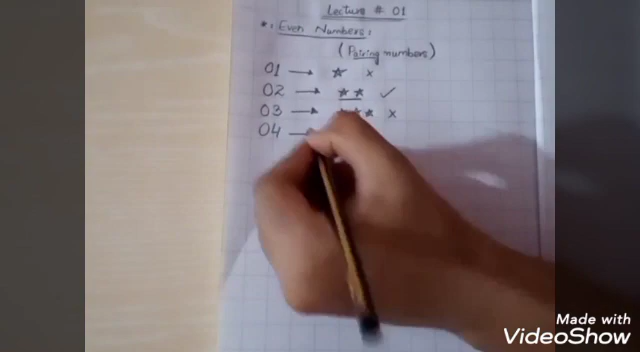 Lecture # 01
*: Even Numbers:
(Pairing numbers)
01 → ☆ x
02 → ☆☆ ✓
03 → ☆☆☆ x
04 →
Made with
VideoShow